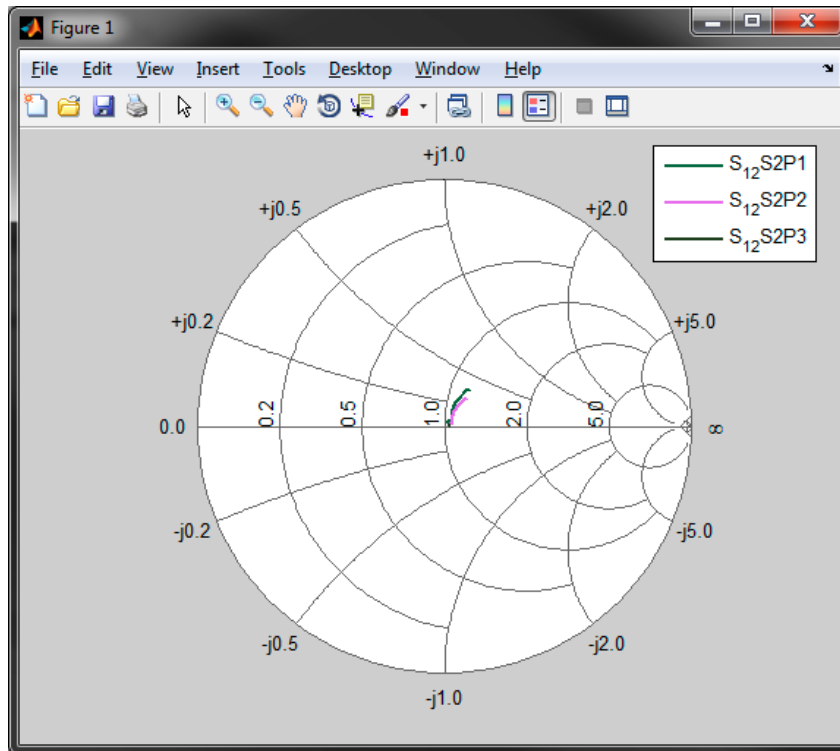 Figure 1
File Edit View Insert Tools Desktop Window Help
S12S2P1
S12S2P2
S12S2P3
+j1.0
+j0.5
+j2.0
+j0.2
+j5.0
0.0
0.2
0.5
1.0
2.0
5.0
∞
-j0.2
-j5.0
-j0.5
-j2.0
-j1.0